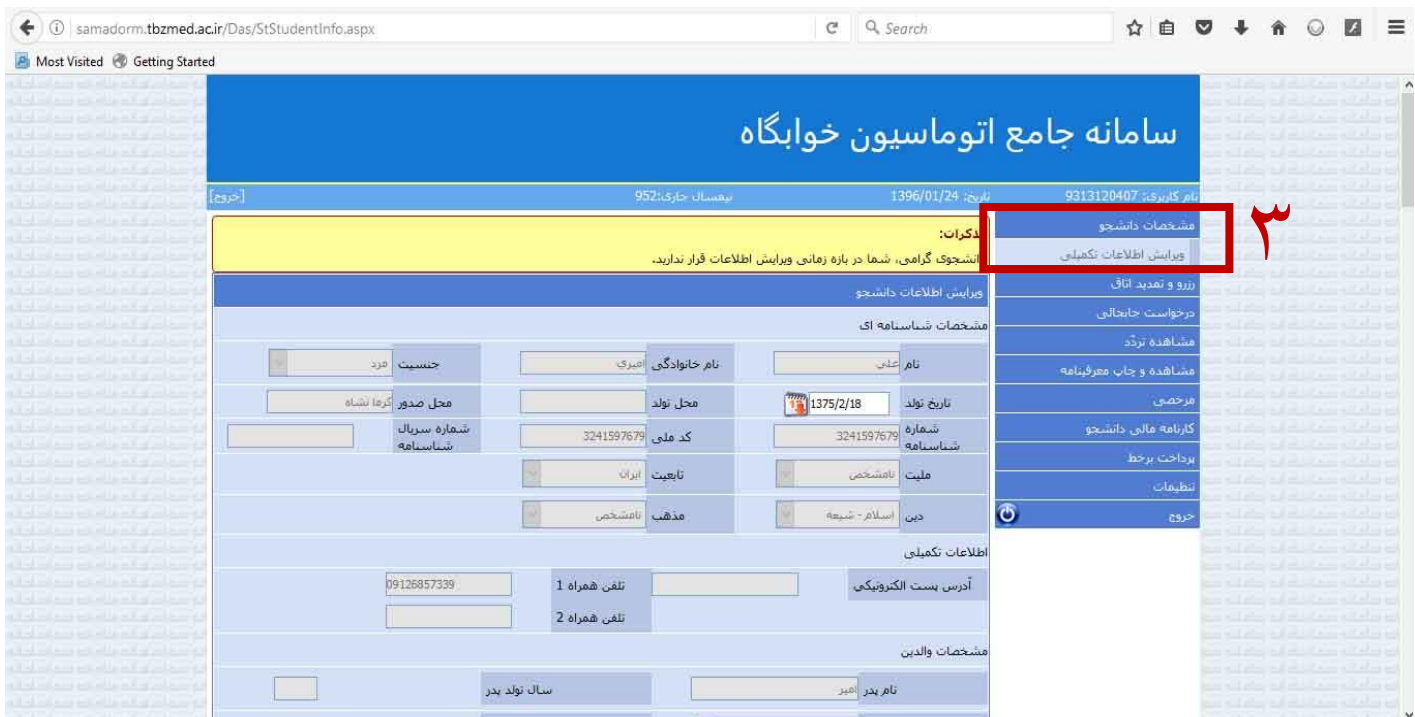 samadorm.tbzmed.ac.ir/Das/StStudentInfo.aspx
Search
Most Visited Getting Started
سامانه جامع اتوماسیون خوابگاه
نام کاربری: 9313120407 تاریخ: 1396/01/24 نیمسال جاری:952 [خروج]
مشخصات دانشجو
ویرایش اطلاعات تکمیلی
۳
رزرو و تمدید اتاق
درخواست جابجائی
مشاهده تردّد
مشاهده و چاپ معرفینامه
مرخصی
کارنامه مالی دانشجو
پرداخت برخط
تنظیمات
خروج
ذکرات:
انشجوی گرامی، شما در بازه زمانی ویرایش اطلاعات قرار ندارید.
ویرایش اطلاعات دانشجو
مشخصات شناسنامه ای
نام علی نام خانوادگی امیری جنسیت مرد
تاریخ تولد 1375/2/18 محل تولد محل صدور کرما نشاه
شماره شناسنامه 3241597679 کد ملی 3241597679 شماره سریال شناسنامه
ملیت نامشخص تابعیت ایران
دین اسلام - شیعه مذهب نامشخص
اطلاعات تکمیلی
آدرس پست الکترونیکی تلفن همراه 1 09126857339
تلفن همراه 2
مشخصات والدین
نام پدر امیر سال تولد پدر